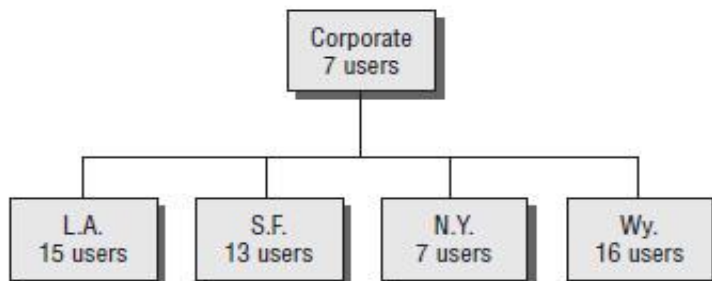 Corporate
7 users
L.A.
15 users
S.F.
13 users
N.Y.
7 users
Wy.
16 users